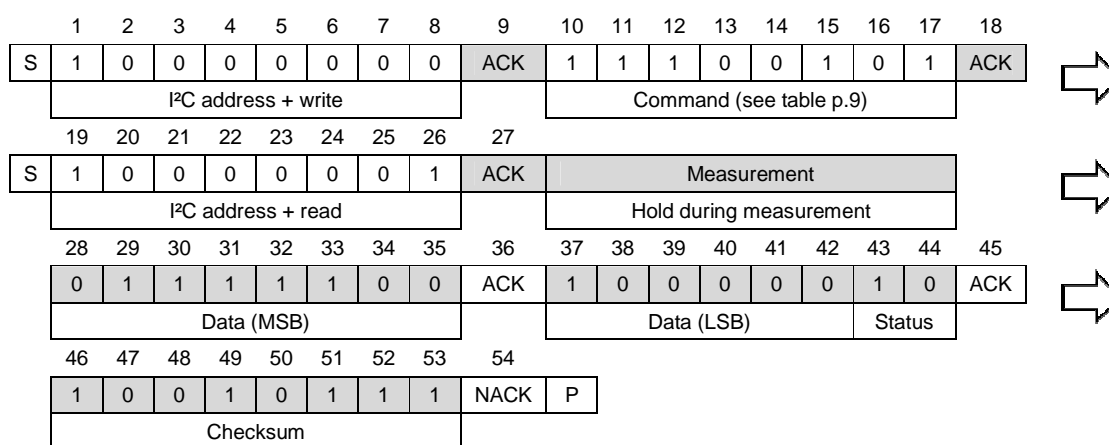 1 2 3 4 5 6 7 8 9 10 11 12 13 14 15 16 17 18
S 1 0 0 0 0 0 0 0 ACK 1 1 1 0 0 1 0 1 ACK
I²C address + write Command (see table p.9)
19 20 21 22 23 24 25 26 27
S 1 0 0 0 0 0 0 1 ACK Measurement
I²C address + read Hold during measurement
28 29 30 31 32 33 34 35 36 37 38 39 40 41 42 43 44 45
0 1 1 1 1 1 0 0 ACK 1 0 0 0 0 0 1 0 ACK
Data (MSB) Data (LSB) Status
46 47 48 49 50 51 52 53 54
1 0 0 1 0 1 1 1 NACK P
Checksum